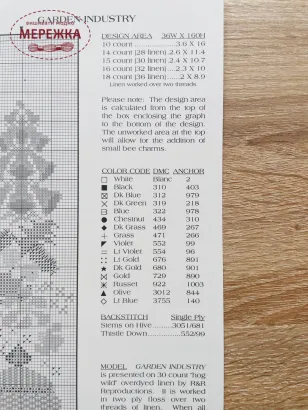 GARDEN INDUSTRY
ВЫШИВАТИ МОДНО
МЕРЕЖКА
DESIGN AREA 36W X 160H
10 count ..............3.6 X 16
14 (28 linen) .2.6 X 11.4
15 (30 linen) .2.4 X 10.7
16 (32 linen) ....2.3 X 10
18 (36 linen) .....2 X 8.9
Linen worked over two threads
Please note: The design area
is calculated from the top of
the box enclosing the graph
to the bottom of the design.
The unworked area at the top
will allow for the addition of
small bee charms.
COLOR CODE DMC ANCHOR
White Blanc 2
Black 310 403
Dk Blue 312 979
Dk Green 319 218
Blue 322 978
Chestnut 434 310
Dk Grass 469 267
Grass 471 266
Violet 552 99
Lt Violet 554 96
Lt Gold 676 891
Dk Gold 680 901
Gold 729 890
Russet 922 1003
Olive 3012 844
Lt Blue 3755 140
BACKSTITCH Single Ply
Stems on Hive ..........3051/681
Thistle Down.................552/99
MODEL GARDEN INDUSTRY
is presented on 30 count "hog
wild" overdyed linen by R&R
Reproductions. It is worked
in two ply floss over two
threads of linen. When all